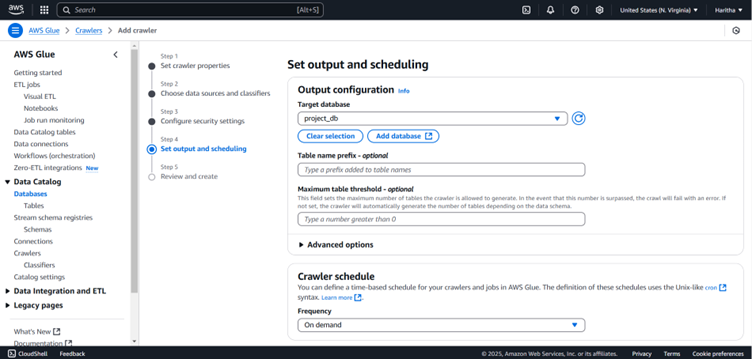 aws
Search [Alt+S] United States (N. Virginia) Haritha
AWS Glue > Crawlers > Add crawler
AWS Glue
Getting started
ETL jobs
Visual ETL
Notebooks
Job run monitoring
Data Catalog tables
Data connections
Workflows (orchestration)
Zero-ETL integrations New
Data Catalog
Databases
Tables
Stream schema registries
Schemas
Connections
Crawlers
Classifiers
Catalog settings
Data Integration and ETL
Legacy pages
What's New
Documentation
Step 1
Set crawler properties
Step 2
Choose data sources and classifiers
Step 3
Configure security settings
Step 4
Set output and scheduling
Step 5
Review and create
Set output and scheduling
Output configuration Info
Target database
project_db
Clear selection Add database
Table name prefix - optional
Type a prefix added to table names
Maximum table threshold - optional
This field sets the maximum number of tables the crawler is allowed to generate. In the event that this number is surpassed, the crawl will fail with an error. If
not set, the crawler will automatically generate the number of tables depending on the data schema.
Type a number greater than 0
Advanced options
Crawler schedule
You can define a time-based schedule for your crawlers and jobs in AWS Glue. The definition of these schedules uses the Unix-like cron
syntax. Learn more.
Frequency
On demand
CloudShell Feedback © 2025, Amazon Web Services, Inc. or its affiliates. Privacy Terms Cookie preferences